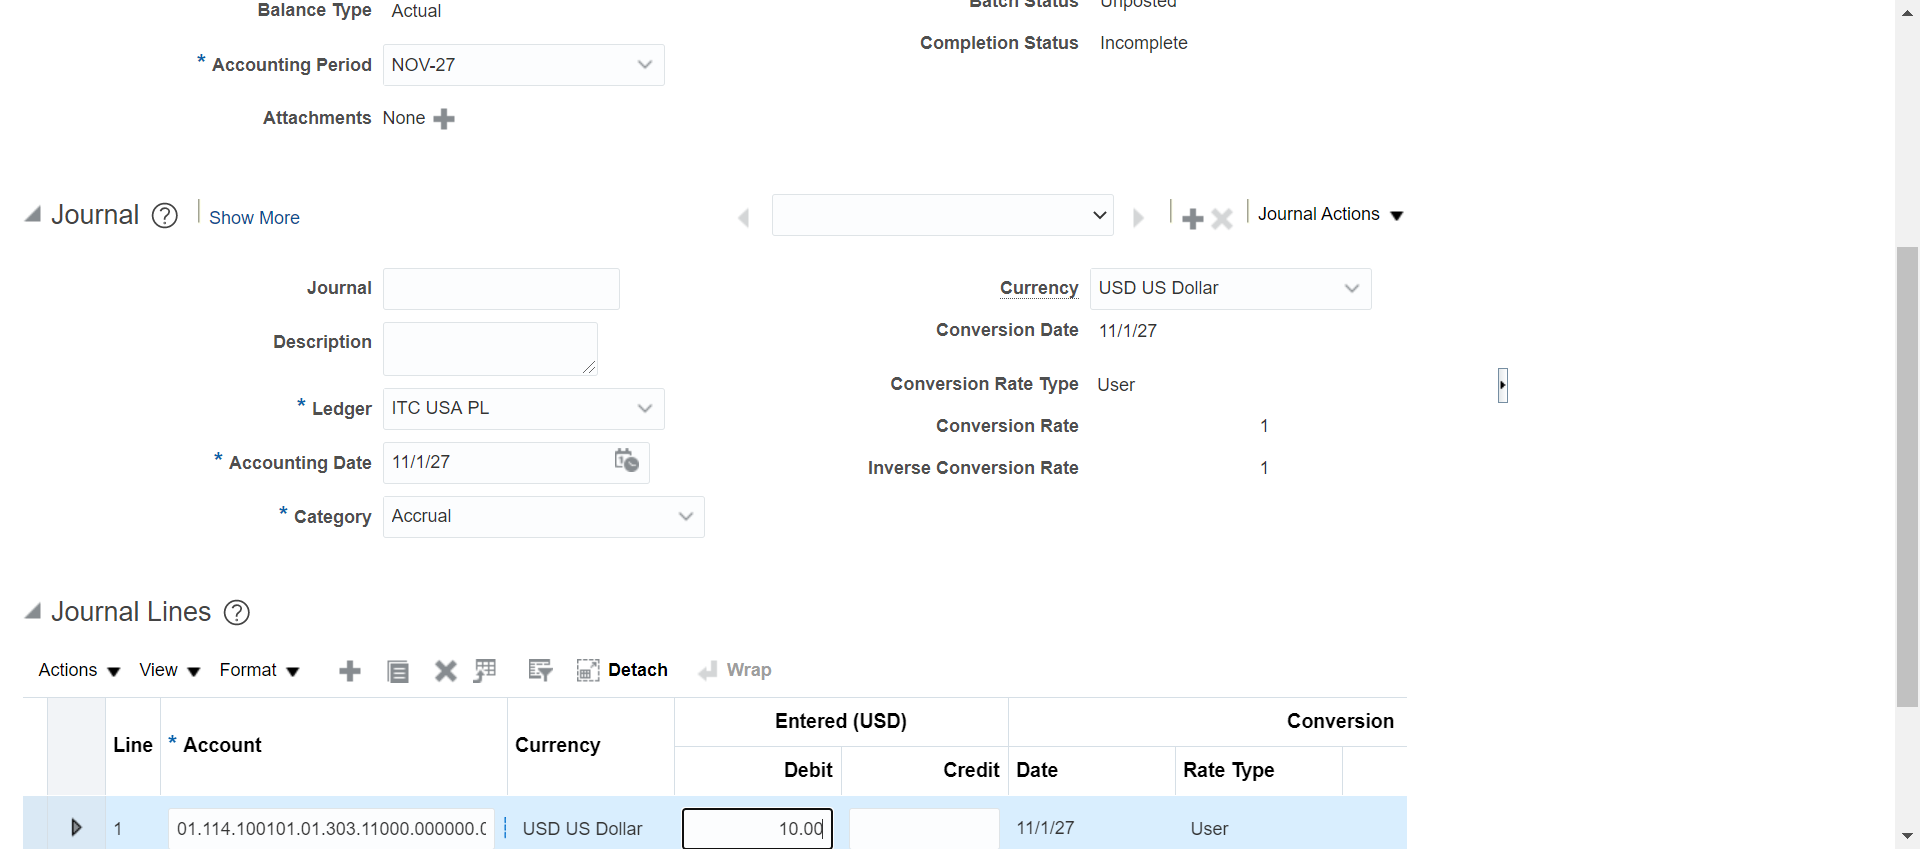 Balance Type Actual
Batch Status Unposted
Completion Status Incomplete
* Accounting Period NOV-27
Attachments None
Journal ? Show More
Journal Actions
Journal
Currency USD US Dollar
Description
Conversion Date 11/1/27
Conversion Rate Type User
* Ledger ITC USA PL
Conversion Rate 1
* Accounting Date 11/1/27
Inverse Conversion Rate 1
* Category Accrual
Journal Lines ?
Actions View Format Detach Wrap
Entered (USD) Conversion
Line * Account Currency
Debit Credit Date Rate Type
1 01.114.100101.01.303.11000.000000.0 USD US Dollar 10.00 11/1/27 User